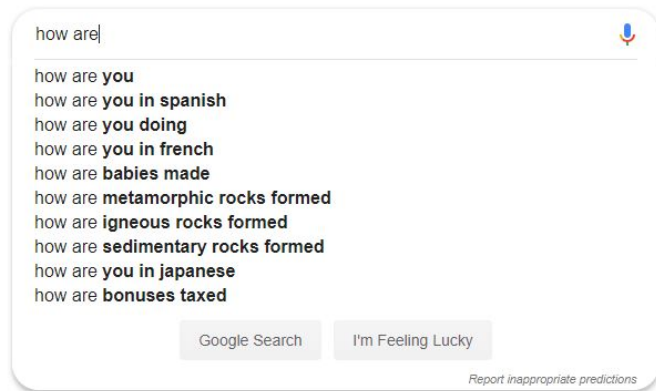 how are
how are you
how are you in spanish
how are you doing
how are you in french
how are babies made
how are metamorphic rocks formed
how are igneous rocks formed
how are sedimentary rocks formed
how are you in japanese
how are bonuses taxed
Google Search I'm Feeling Lucky
Report inappropriate predictions